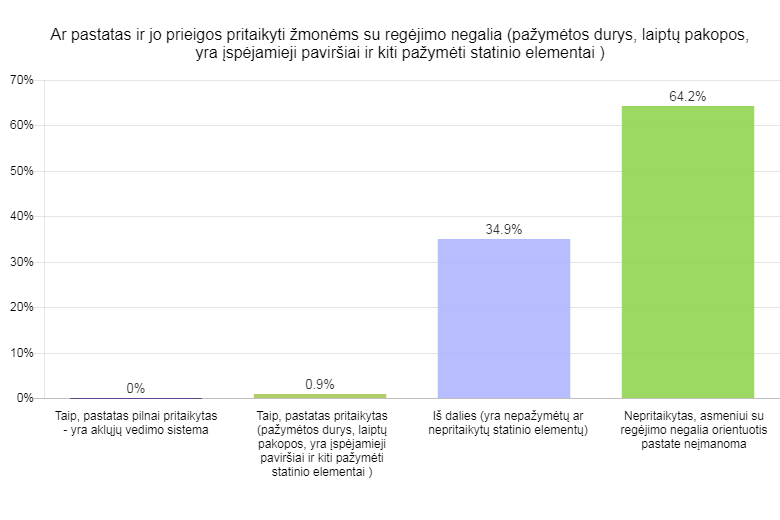 Ar pastatas ir jo prieigos pritaikyti žmonėms su regėjimo negalia (pažymėtos durys, laiptų pakopos,
yra įspėjamieji paviršiai ir kiti pažymėti statinio elementai )
70%
60%
50%
40%
30%
20%
10%
0%
0%
0.9%
34.9%
64.2%
Taip, pastatas pilnai pritaikytas
- yra aklųjų vedimo sistema
Taip, pastatas pritaikytas
(pažymėtos durys, laiptų
pakopos, yra įspėjamieji
paviršiai ir kiti pažymėti
statinio elementai )
Iš dalies (yra nepažymėtų ar
nepritaikytų statinio elementų)
Nepritaikytas, asmeniui su
regėjimo negalia orientuotis
pastate neįmanoma